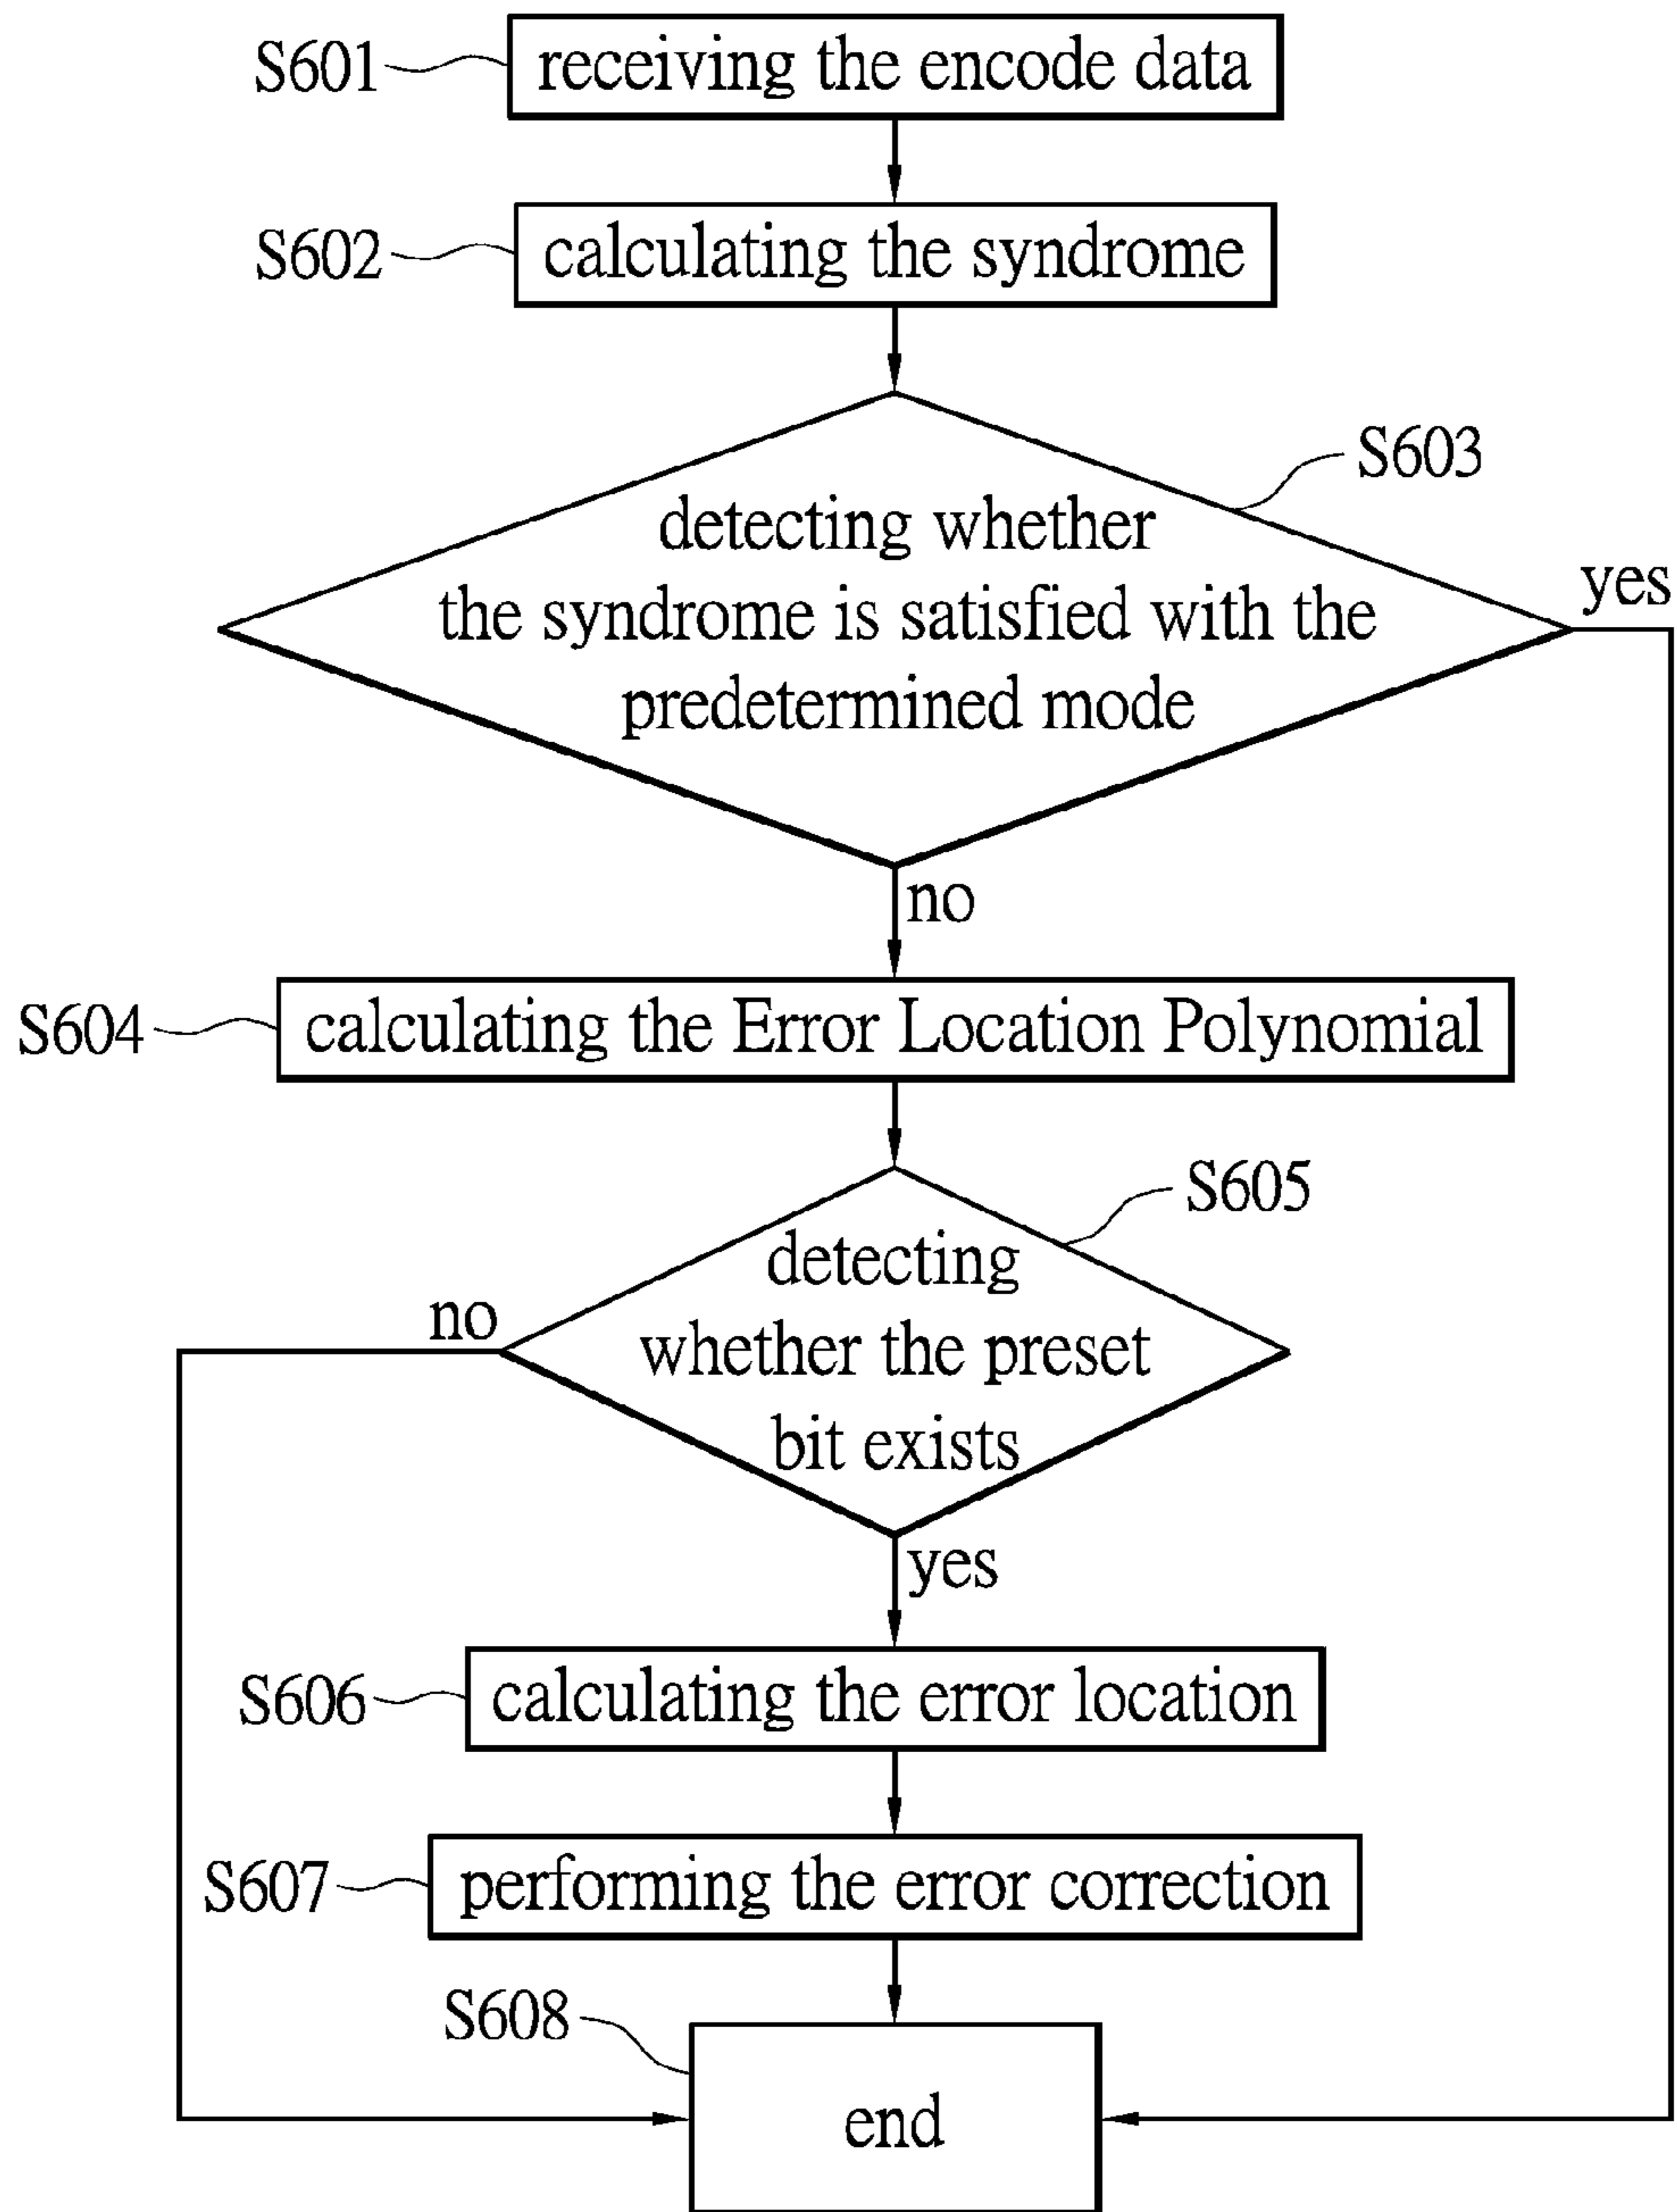 S601
receiving the encode data
S602
calculating the syndrome
S603
detecting whether
the syndrome is satisfied with the
predetermined mode
yes
no
S604
calculating the Error Location Polynomial
S605
detecting
whether the preset
bit exists
no
yes
S606
calculating the error location
S607
performing the error correction
S608
end